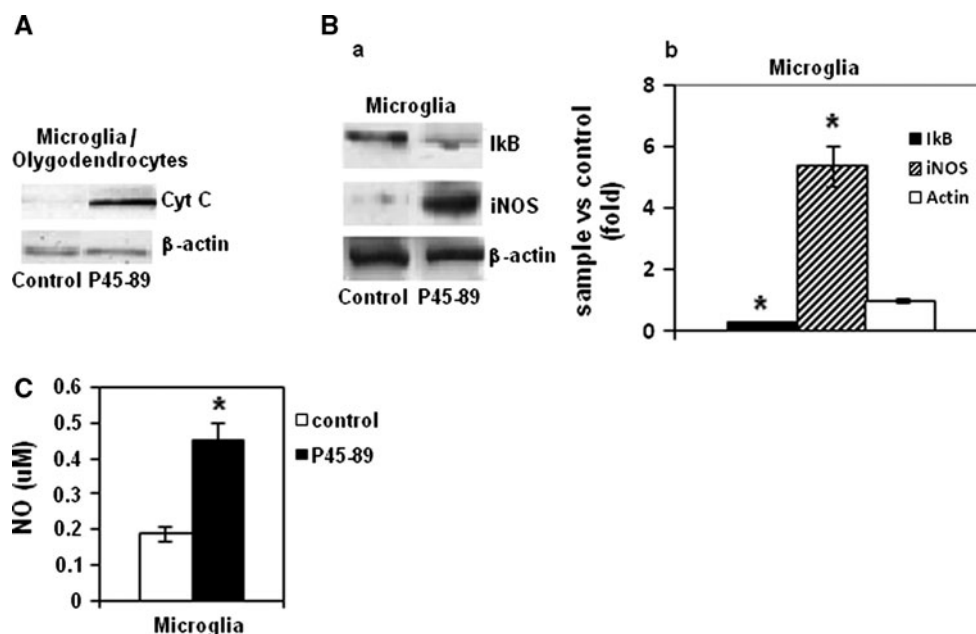 A
Microglia /
Olygodendrocytes
Cyt C
β-actin
Control P45-89
B
a
Microglia
IkB
iNOS
β-actin
Control P45-89
b
Microglia
8
6
4
2
0
sample vs control
(fold)
*
*
IkB
iNOS
Actin
C
0.6
0.5
0.4
0.3
0.2
0.1
0
NO (uM)
*
control
P45-89
Microglia